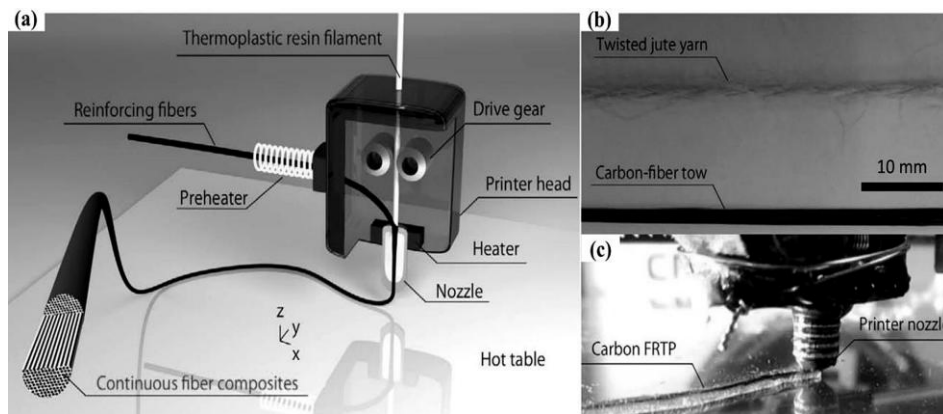 (a)
Thermoplastic resin filament
Reinforcing fibers
Drive gear
Preheater
Printer head
Heater
Nozzle
z
y
x
Hot table
Continuous fiber composites
(b)
Twisted jute yarn
10 mm
Carbon-fiber tow
(c)
Printer nozzle
Carbon FRTP